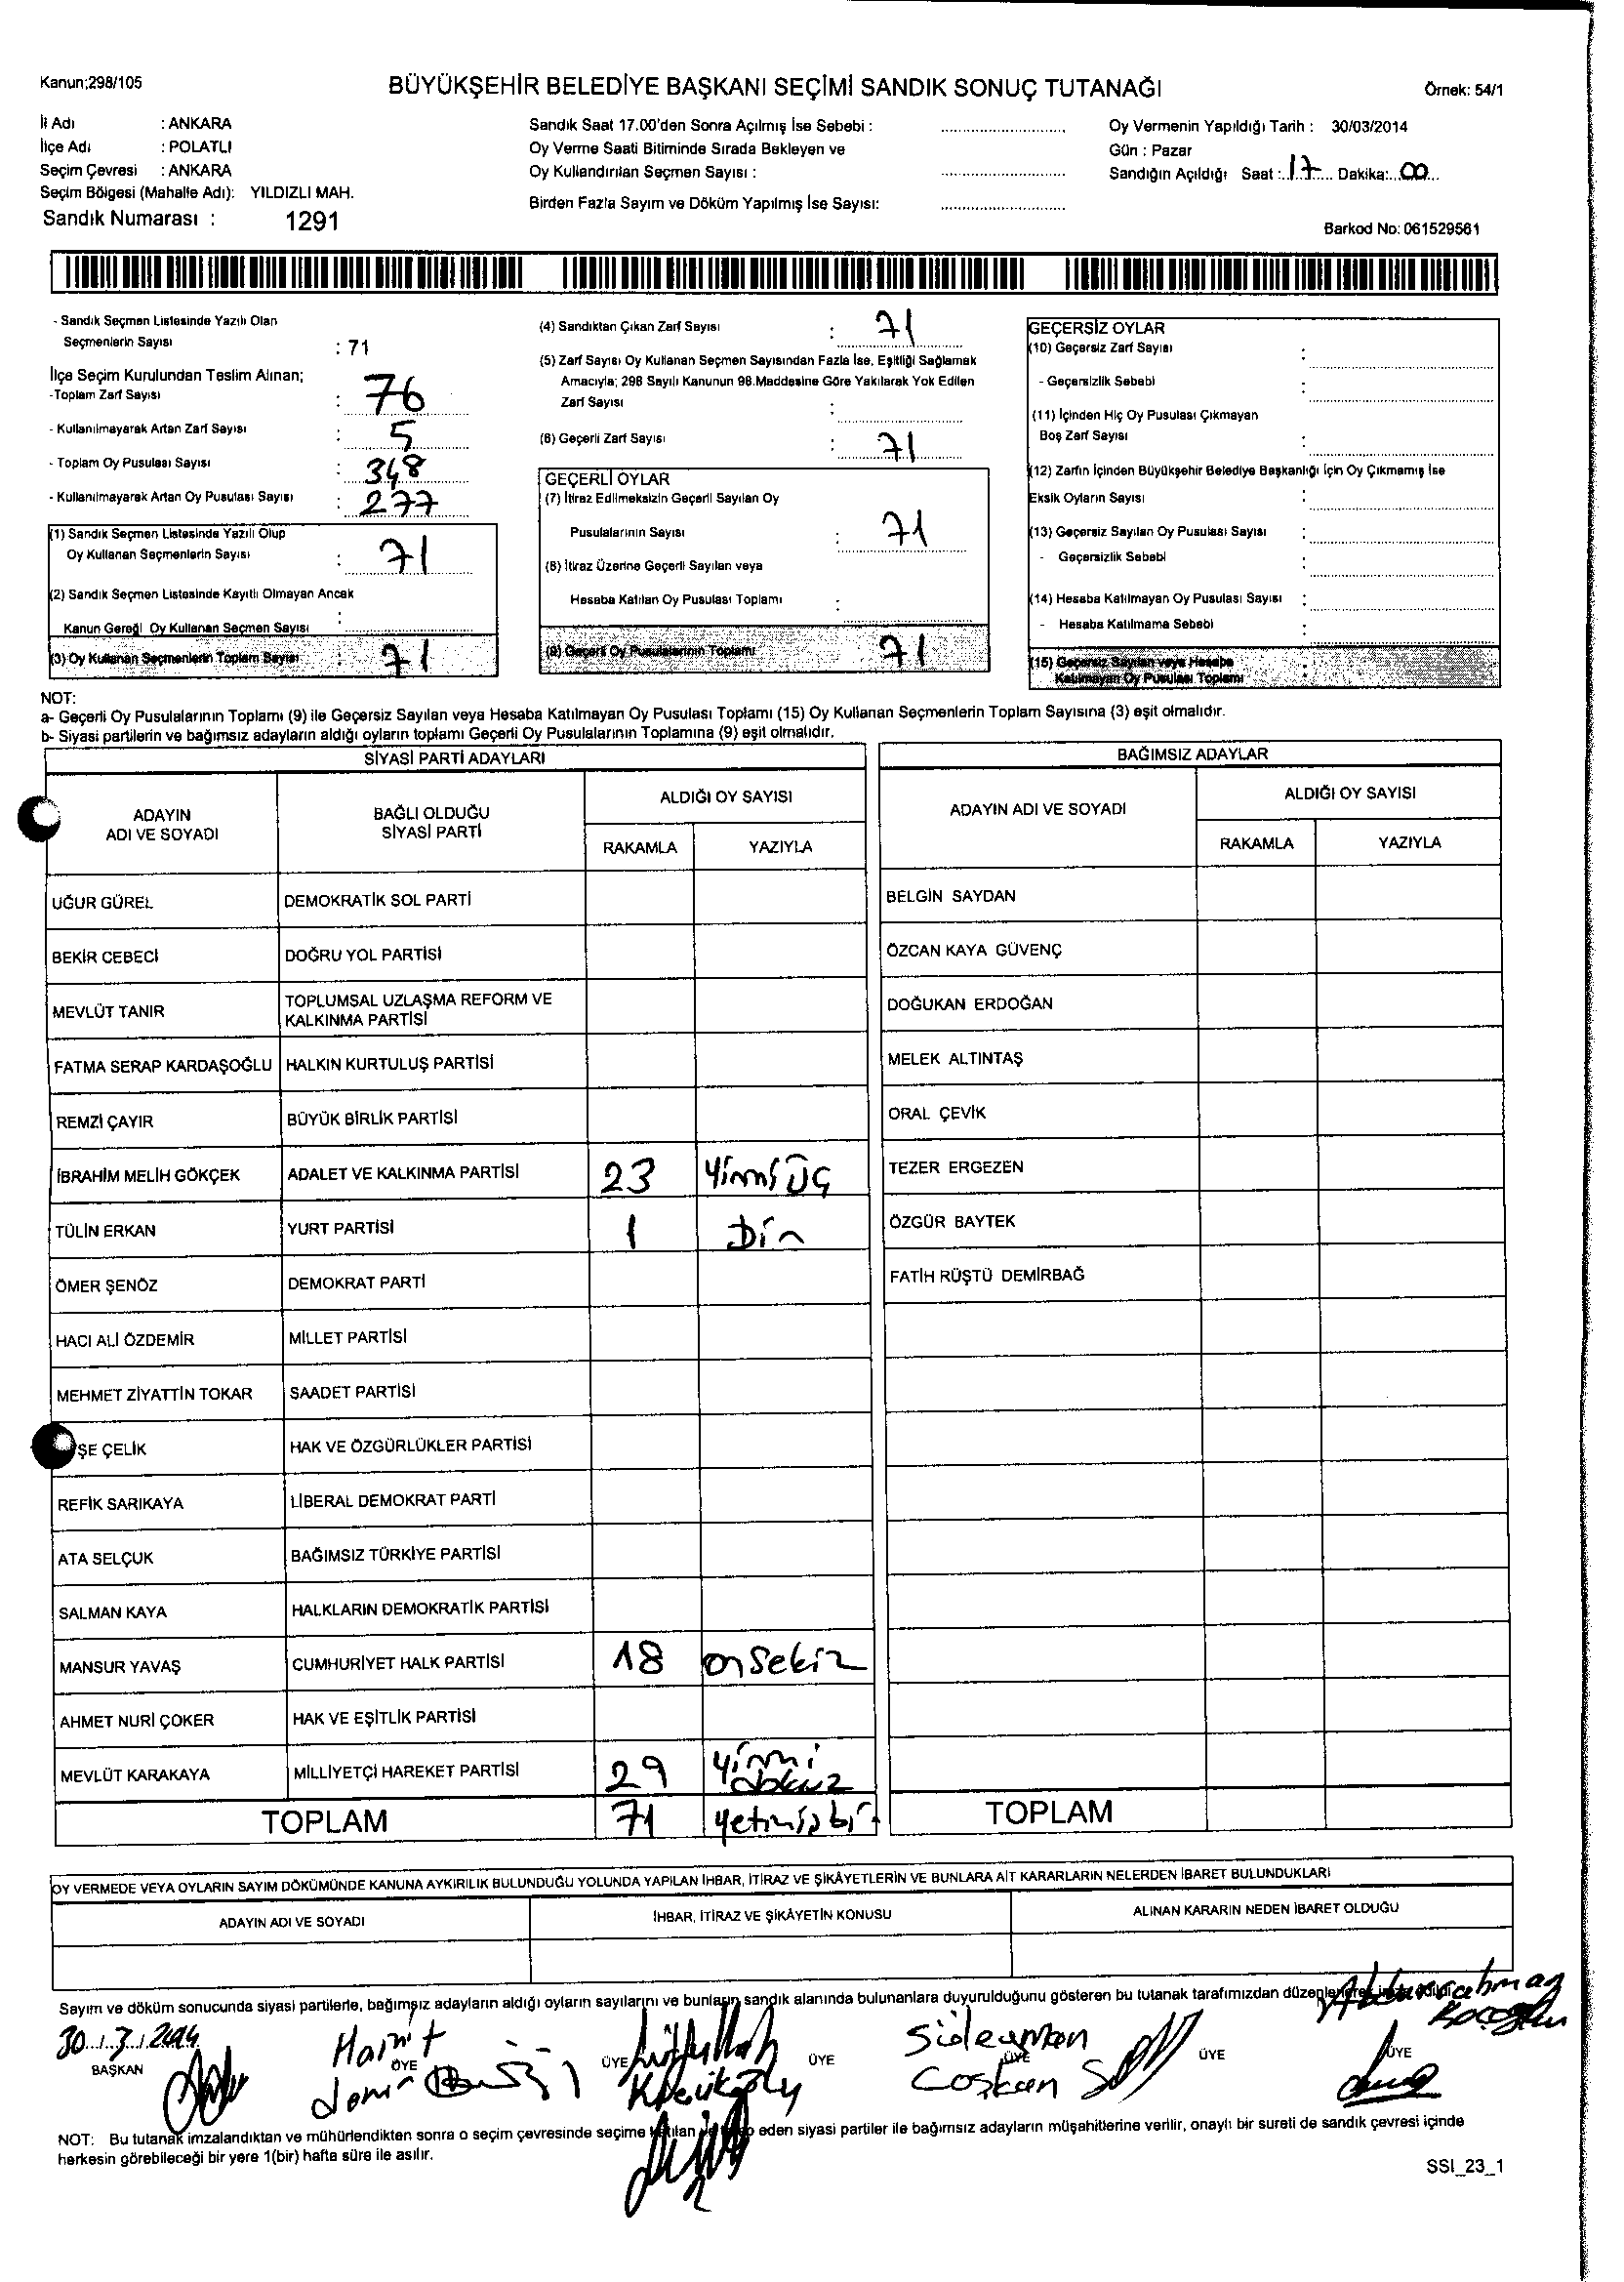 Kanun;298/105
BÜYÜKŞEHİR BELEDİYE BAŞKANI SEÇİMİ SANDIK SONUÇ TUTANAĞI
Örnek: 54/1
İl Adı : ANKARA
İlçe Adı : POLATLI
Seçim Çevresi : ANKARA
Seçim Bölgesi (Mahalle Adı): YILDIZLI MAH.
Sandık Numarası : 1291
Sandık Saat 17.00'den Sonra Açılmış İse Sebebi :
Oy Verme Saati Bitiminde Sırada Bekleyen ve
Oy Kullandırılan Seçmen Sayısı :
Birden Fazla Sayım ve Döküm Yapılmış İse Sayısı:
Oy Vermenin Yapıldığı Tarih : 30/03/2014
Gün : Pazar
Sandığın Açıldığı Saat : 17 Dakika: 00
Barkod No: 061529561
- Sandık Seçmen Listesinde Yazılı Olan
Seçmenlerin Sayısı : 71
İlçe Seçim Kurulundan Teslim Alınan;
-Toplam Zarf Sayısı : 76
- Kullanılmayarak Artan Zarf Sayısı : 5
- Toplam Oy Pusulası Sayısı : 348
- Kullanılmayarak Artan Oy Pusulası Sayısı : 277
(1) Sandık Seçmen Listesinde Yazılı Olup
Oy Kullanan Seçmenlerin Sayısı : 71
(2) Sandık Seçmen Listesinde Kayıtlı Olmayan Ancak
Kanun Gereği Oy Kullanan Seçmen Sayısı :
(3) Oy Kullanan Seçmenlerin Toplam Sayısı : 71
(4) Sandıktan Çıkan Zarf Sayısı : 71
(5) Zarf Sayısı Oy Kullanan Seçmen Sayısından Fazla İse, Eşitliği Sağlamak
Amacıyla; 298 Sayılı Kanunun 98.Maddesine Göre Yakılarak Yok Edilen
Zarf Sayısı :
(6) Geçerli Zarf Sayısı : 71
GEÇERLİ OYLAR
(7) İtiraz Edilmeksizin Geçerli Sayılan Oy
Pusulalarının Sayısı : 71
(8) İtiraz Üzerine Geçerli Sayılan veya
Hesaba Katılan Oy Pusulası Toplamı :
(9) Geçerli Oy Pusulalarının Toplamı 71
GEÇERSİZ OYLAR
(10) Geçersiz Zarf Sayısı :
- Geçersizlik Sebebi :
(11) İçinden Hiç Oy Pusulası Çıkmayan
Boş Zarf Sayısı :
(12) Zarfın İçinden Büyükşehir Belediye Başkanlığı İçin Oy Çıkmamış İse
Eksik Oyların Sayısı :
(13) Geçersiz Sayılan Oy Pusulası Sayısı :
- Geçersizlik Sebebi :
(14) Hesaba Katılmayan Oy Pusulası Sayısı :
- Hesaba Katılmama Sebebi :
(15) Geçersiz Sayılan veya Hesaba
Katılmayan Oy Pusulası Toplamı :
NOT:
a- Geçerli Oy Pusulalarının Toplamı (9) ile Geçersiz Sayılan veya Hesaba Katılmayan Oy Pusulası Toplamı (15) Oy Kullanan Seçmenlerin Toplam Sayısına (3) eşit olmalıdır.
b- Siyasi partilerin ve bağımsız adayların aldığı oyların toplamı Geçerli Oy Pusulalarının Toplamına (9) eşit olmalıdır.
SİYASİ PARTİ ADAYLARI
ADAYIN ADI VE SOYADI
BAĞLI OLDUĞU SİYASİ PARTİ
ALDIĞI OY SAYISI
RAKAMLA YAZIYLA
UĞUR GÜREL DEMOKRATİK SOL PARTİ
BEKİR CEBECİ DOĞRU YOL PARTİSİ
MEVLÜT TANIR TOPLUMSAL UZLAŞMA REFORM VE KALKINMA PARTİSİ
FATMA SERAP KARDAŞOĞLU HALKIN KURTULUŞ PARTİSİ
REMZİ ÇAYIR BÜYÜK BİRLİK PARTİSİ
İBRAHİM MELİH GÖKÇEK ADALET VE KALKINMA PARTİSİ 23 Yirmi üç
TÜLİN ERKAN YURT PARTİSİ 1 Bir
ÖMER ŞENÖZ DEMOKRAT PARTİ
HACI ALİ ÖZDEMİR MİLLET PARTİSİ
MEHMET ZİYATTİN TOKAR SAADET PARTİSİ
ŞE ÇELİK HAK VE ÖZGÜRLÜKLER PARTİSİ
REFİK SARIKAYA LİBERAL DEMOKRAT PARTİ
ATA SELÇUK BAĞIMSIZ TÜRKİYE PARTİSİ
SALMAN KAYA HALKLARIN DEMOKRATİK PARTİSİ
MANSUR YAVAŞ CUMHURİYET HALK PARTİSİ 18 onsekiz
AHMET NURİ ÇOKER HAK VE EŞİTLİK PARTİSİ
MEVLÜT KARAKAYA MİLLİYETÇİ HAREKET PARTİSİ 29 Yirmi dokuz
TOPLAM 71 Yetmişbir
BAĞIMSIZ ADAYLAR
ADAYIN ADI VE SOYADI
ALDIĞI OY SAYISI
RAKAMLA YAZIYLA
BELGİN SAYDAN
ÖZCAN KAYA GÜVENÇ
DOĞUKAN ERDOĞAN
MELEK ALTINTAŞ
ORAL ÇEVİK
TEZER ERGEZEN
ÖZGÜR BAYTEK
FATİH RÜŞTÜ DEMİRBAĞ
TOPLAM
OY VERMEDE VEYA OYLARIN SAYIM DÖKÜMÜNDE KANUNA AYKIRILIK BULUNDUĞU YOLUNDA YAPILAN İHBAR, İTİRAZ VE ŞİKÂYETLERİN VE BUNLARA AİT KARARLARIN NELERDEN İBARET BULUNDUKLARI
ADAYIN ADI VE SOYADI
İHBAR, İTİRAZ VE ŞİKÂYETİN KONUSU
ALINAN KARARIN NEDEN İBARET OLDUĞU
Sayım ve döküm sonucunda siyasi partilerle, bağımsız adayların aldığı oyların sayılarını ve bunların sandık alanında bulunanlara duyurulduğunu gösteren bu tutanak tarafımızdan düzenlenerek imza edildi
30.3.2014
BAŞKAN
Hamit Demir
ÜYE
Lütfullah
ÜYE
ÜYE
Süleyman Coşkun
ÜYE
ÜYE
Abdurrahman
ÜYE
NOT: Bu tutanak imzalandıktan ve mühürlendikten sonra o seçim çevresinde seçime eden siyasi partiler ile bağımsız adayların müşahitlerine verilir, onaylı bir sureti de sandık çevresi içinde
herkesin görebileceği bir yere 1(bir) hafta süre ile asılır.
SSI_23_1